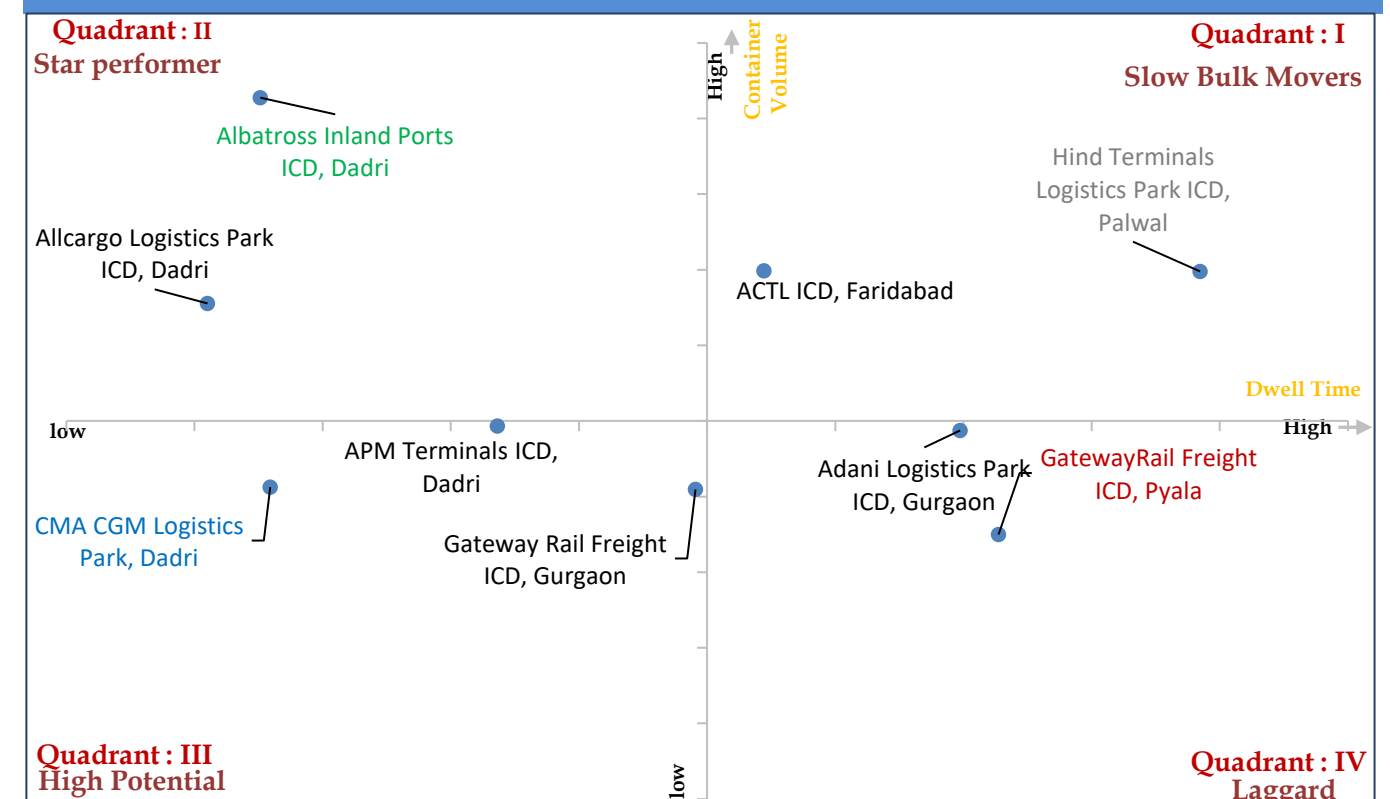 Quadrant : II
Star performer
Quadrant : I
Slow Bulk Movers
High
Container
Volume
Albatross Inland Ports
ICD, Dadri
Hind Terminals
Logistics Park ICD,
Palwal
Allcargo Logistics Park
ICD, Dadri
ACTL ICD, Faridabad
Dwell Time
low
High
APM Terminals ICD,
Dadri
Adani Logistics Park
ICD, Gurgaon
GatewayRail Freight
ICD, Pyala
CMA CGM Logistics
Park, Dadri
Gateway Rail Freight
ICD, Gurgaon
Quadrant : III
High Potential
low
Quadrant : IV
Laggard